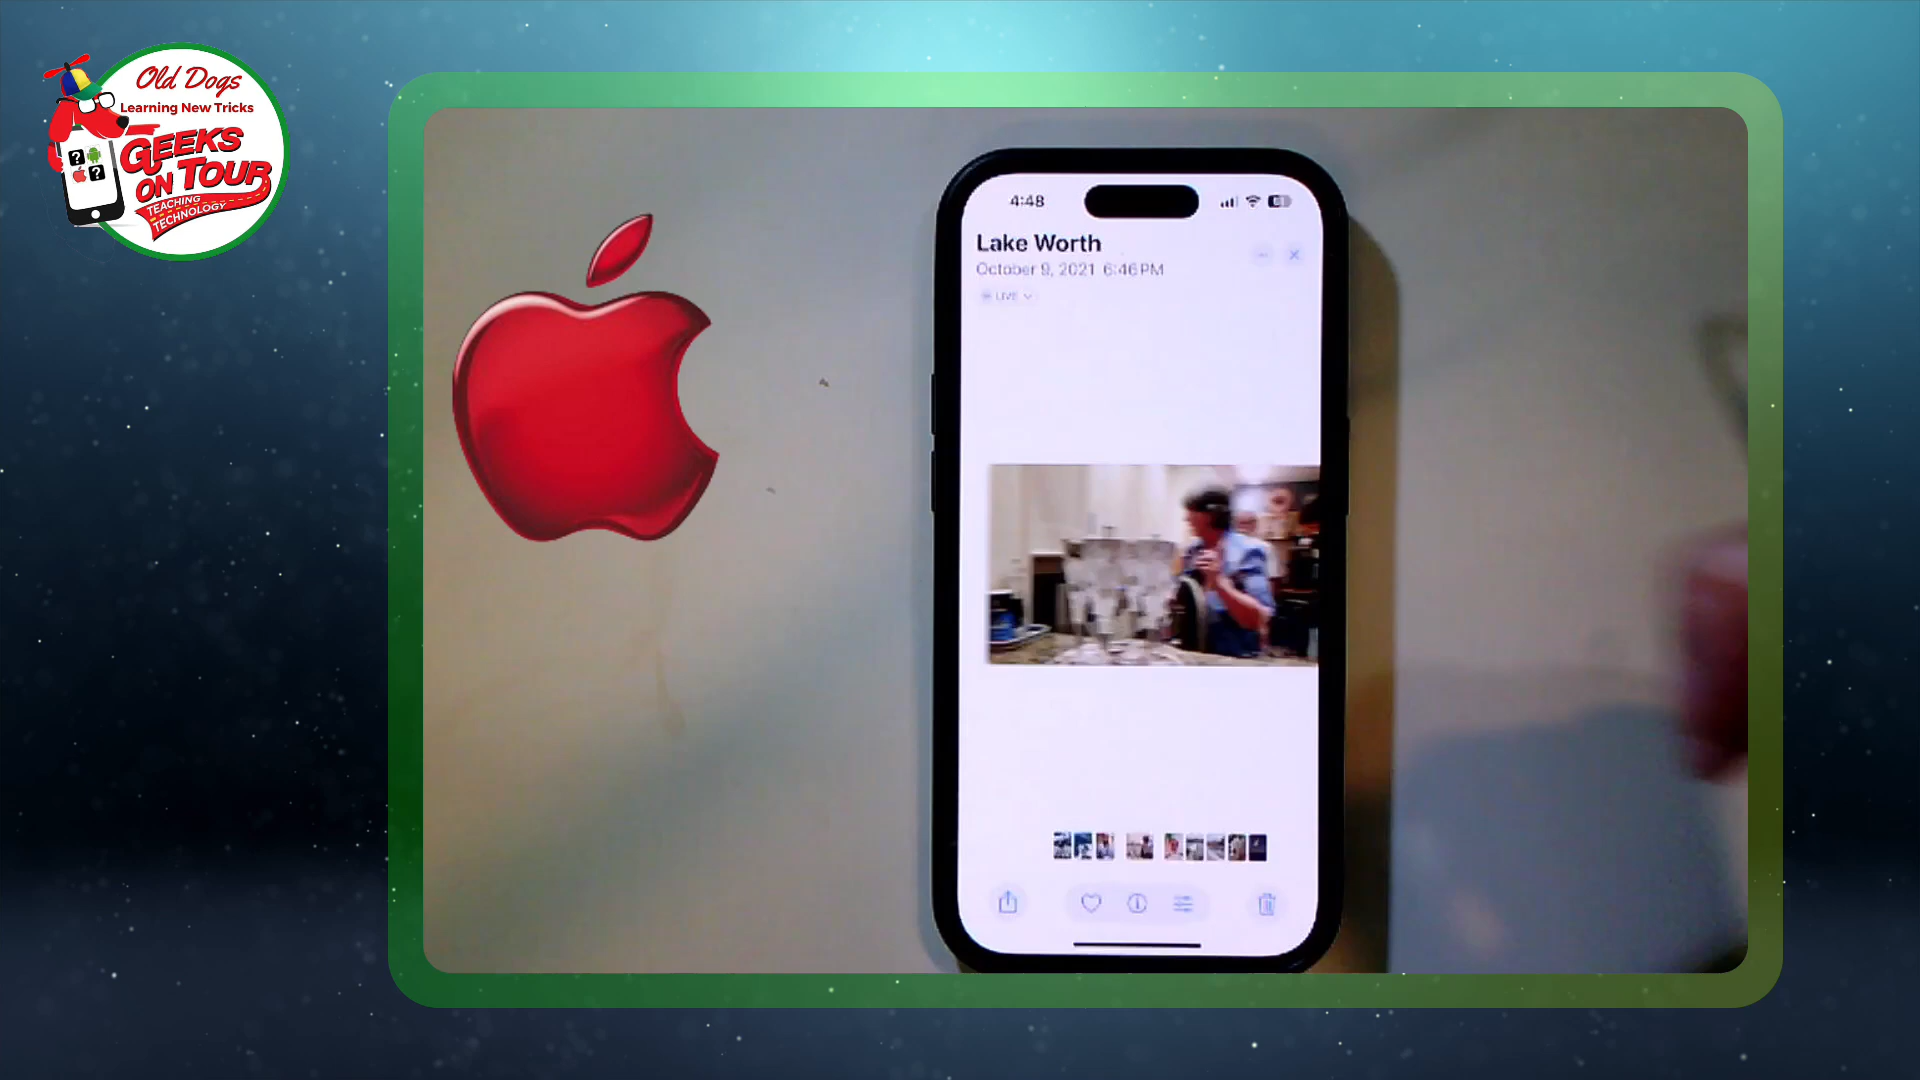 Old Dogs
Learning New Tricks
GEEKS
ON TOUR
TEACHING
TECHNOLOGY
? 
?
4:48
Lake Worth
October 9, 2021 6:46 PM
LIVE